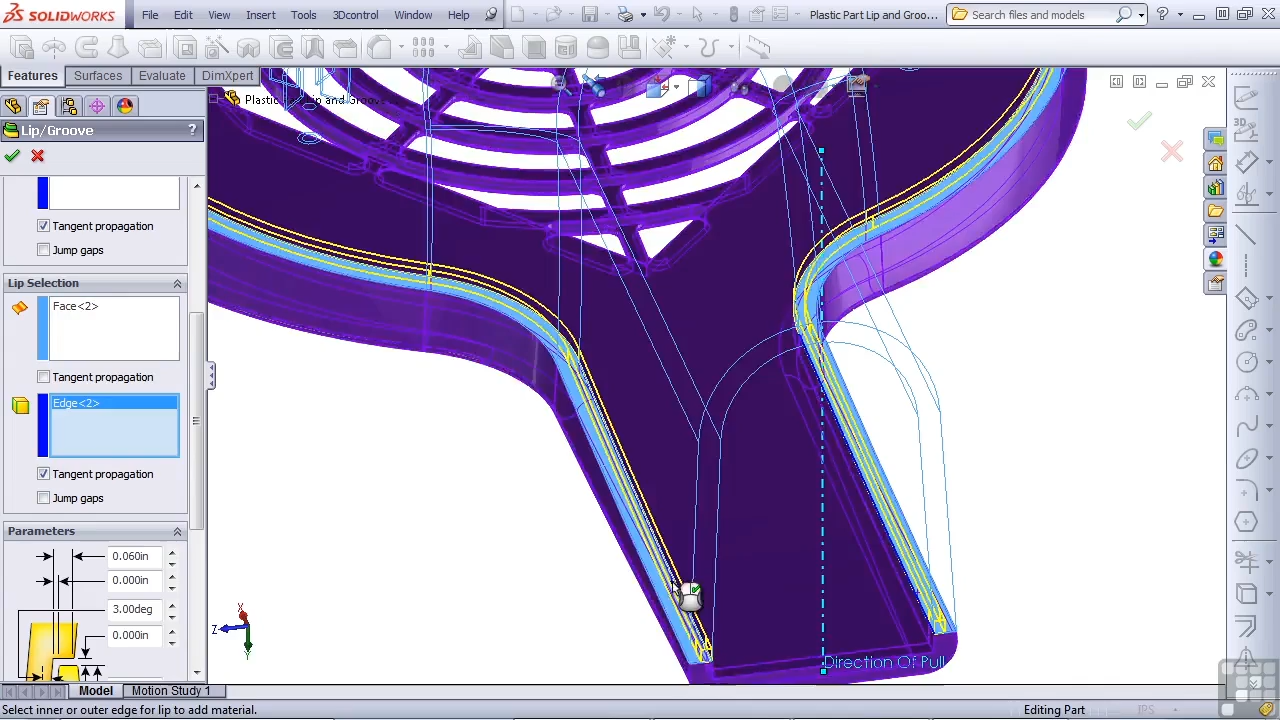 SOLIDWORKS File Edit View Insert Tools 3Dcontrol Window Help Plastic Part Lip and Groo... Search files and models
Features Surfaces Evaluate DimXpert
Lip/Groove ?
Tangent propagation
Jump gaps
Lip Selection
Face<2>
Tangent propagation
Edge<2>
Tangent propagation
Jump gaps
Parameters
0.060in
0.000in
3.00deg
0.000in
X
Z
Y
Direction Of Pull
Model Motion Study 1
Select inner or outer edge for lip to add material. Editing Part IPS